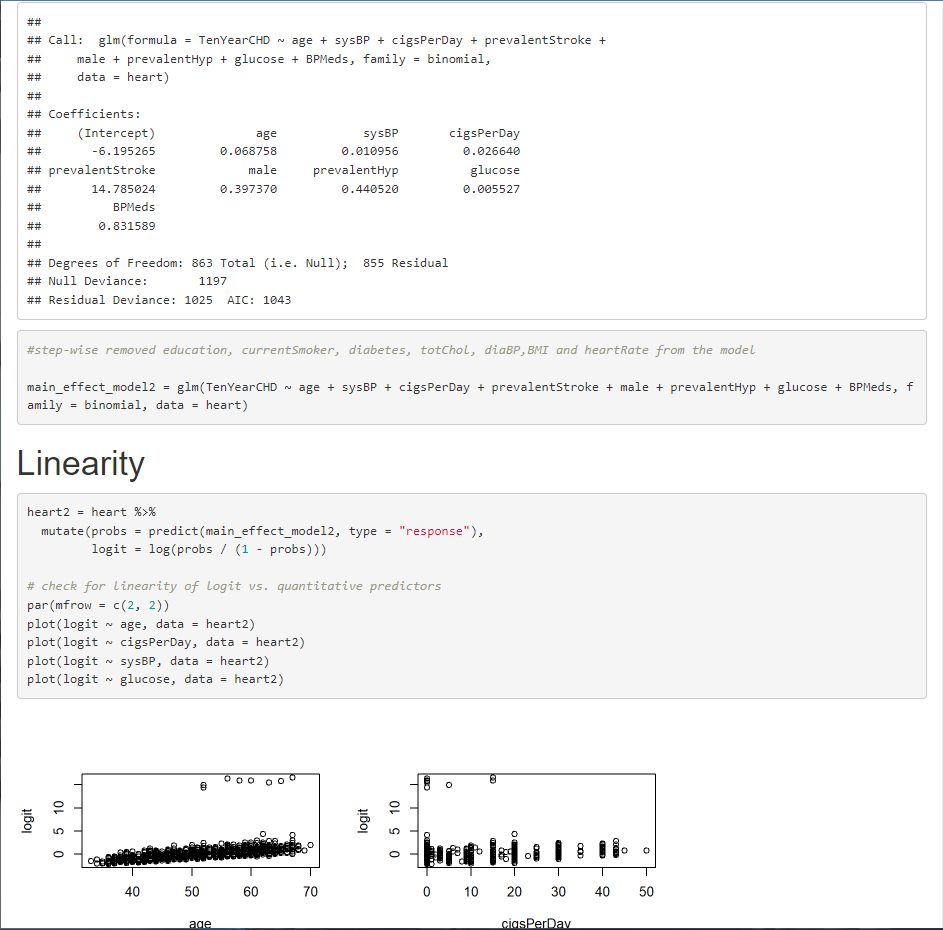 ##
## Call:  glm(formula = TenYearCHD ~ age + sysBP + cigsPerDay + prevalentStroke +
##     male + prevalentHyp + glucose + BPMeds, family = binomial,
##     data = heart)
##
## Coefficients:
##     (Intercept)              age            sysBP       cigsPerDay
##       -6.195265         0.068758         0.010956         0.026640
## prevalentStroke             male     prevalentHyp          glucose
##       14.785024         0.397370         0.440520         0.005527
##          BPMeds
##        0.831589
##
## Degrees of Freedom: 863 Total (i.e. Null);  855 Residual
## Null Deviance:       1197
## Residual Deviance: 1025  AIC: 1043
#step-wise removed education, currentSmoker, diabetes, totChol, diaBP,BMI and heartRate from the model
main_effect_model2 = glm(TenYearCHD ~ age + sysBP + cigsPerDay + prevalentStroke + male + prevalentHyp + glucose + BPMeds, f
amily = binomial, data = heart)
Linearity
heart2 = heart %>%
  mutate(probs = predict(main_effect_model2, type = "response"),
         logit = log(probs / (1 - probs)))
# check for linearity of logit vs. quantitative predictors
par(mfrow = c(2, 2))
plot(logit ~ age, data = heart2)
plot(logit ~ cigsPerDay, data = heart2)
plot(logit ~ sysBP, data = heart2)
plot(logit ~ glucose, data = heart2)
logit
10
5
0
40 50 60 70
age
logit
10
5
0
0 10 20 30 40 50
cigsPerDay